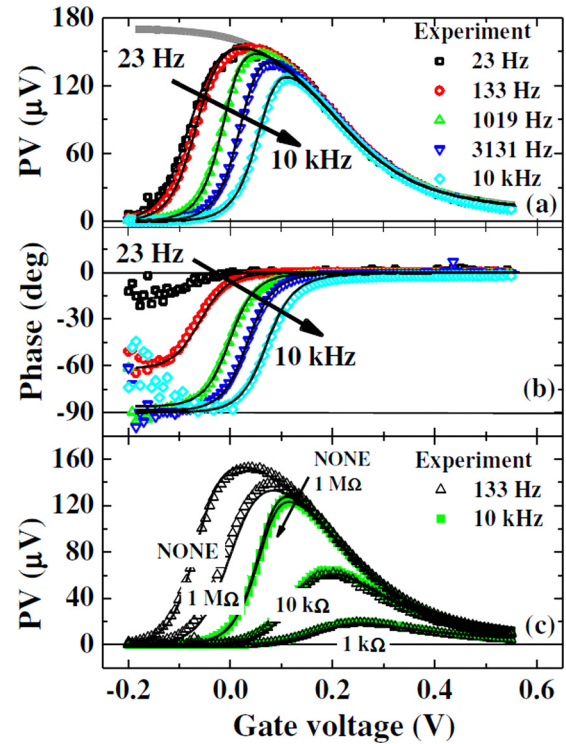 180
150
120
90
60
30
0
PV (μV)
23 Hz
10 kHz
Experiment
23 Hz
133 Hz
1019 Hz
3131 Hz
10 kHz
(a)
0
-30
-60
-90
Phase (deg)
23 Hz
10 kHz
(b)
160
120
80
40
0
PV (μV)
NONE
1 MΩ
NONE
1 MΩ
10 kΩ
1 kΩ
Experiment
133 Hz
10 kHz
(c)
-0.2 0.0 0.2 0.4 0.6
Gate voltage (V)